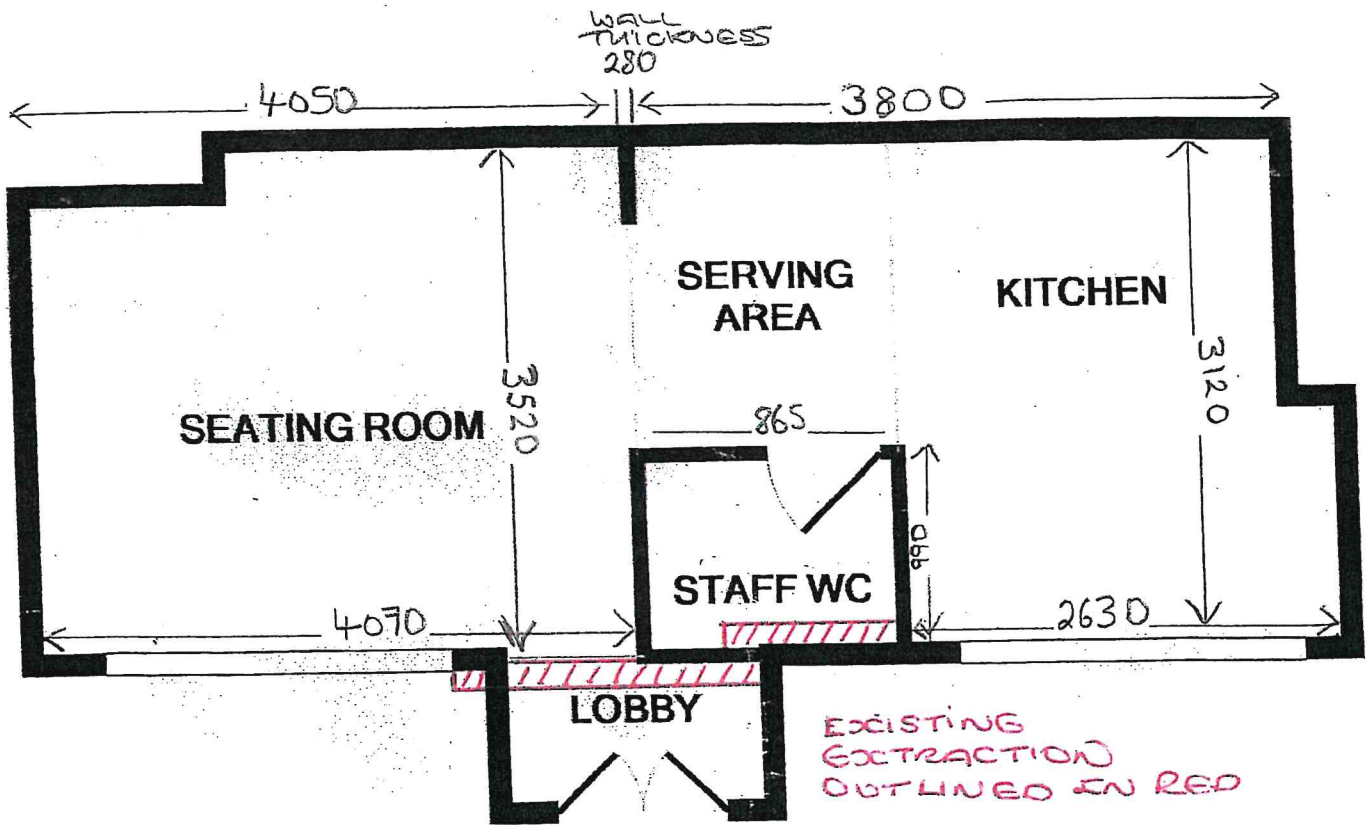 WALL
THICKNESS
280
4050
3800
SERVING
AREA
KITCHEN
3520
3120
SEATING ROOM
865
990
STAFF WC
4070
2630
LOBBY
EXISTING
EXTRACTION
OUTLINED IN RED